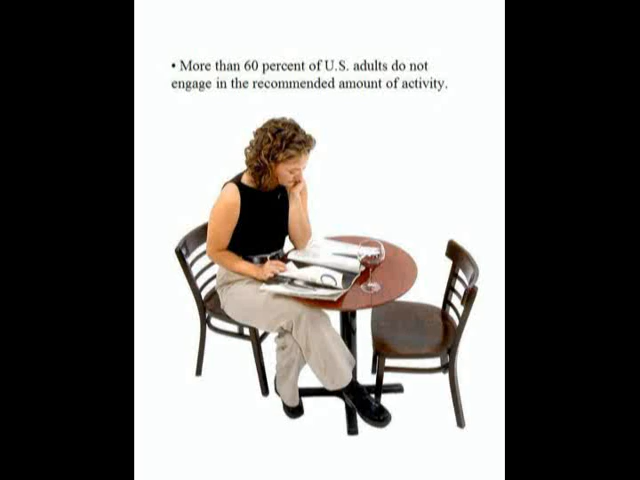 • More than 60 percent of U.S. adults do not
engage in the recommended amount of activity.